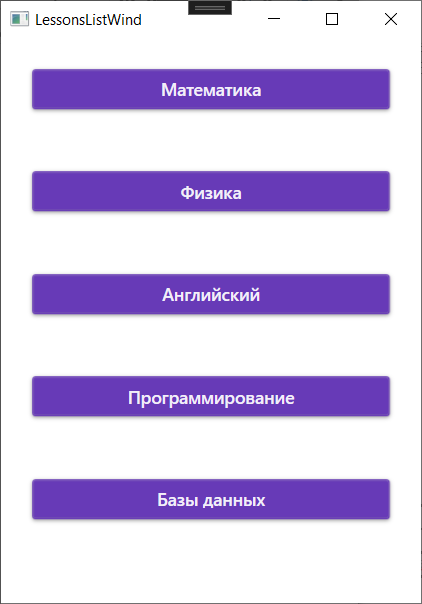 LessonsListWind
Математика
Физика
Английский
Программирование
Базы данных